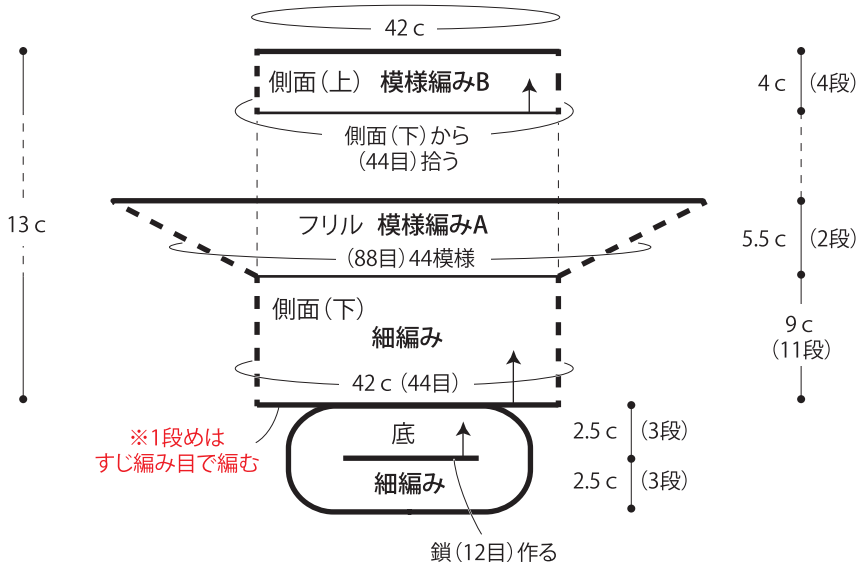 42 c
側面（上） 模様編みB
4 c （4段）
側面（下）から
（44目）拾う
フリル 模様編みA
（88目）44模様
13 c
5.5 c （2段）
側面（下）
細編み
9 c
（11段）
42 c（44目）
※1段めは
すじ編み目で編む
底
2.5 c （3段）
細編み
2.5 c （3段）
鎖（12目）作る